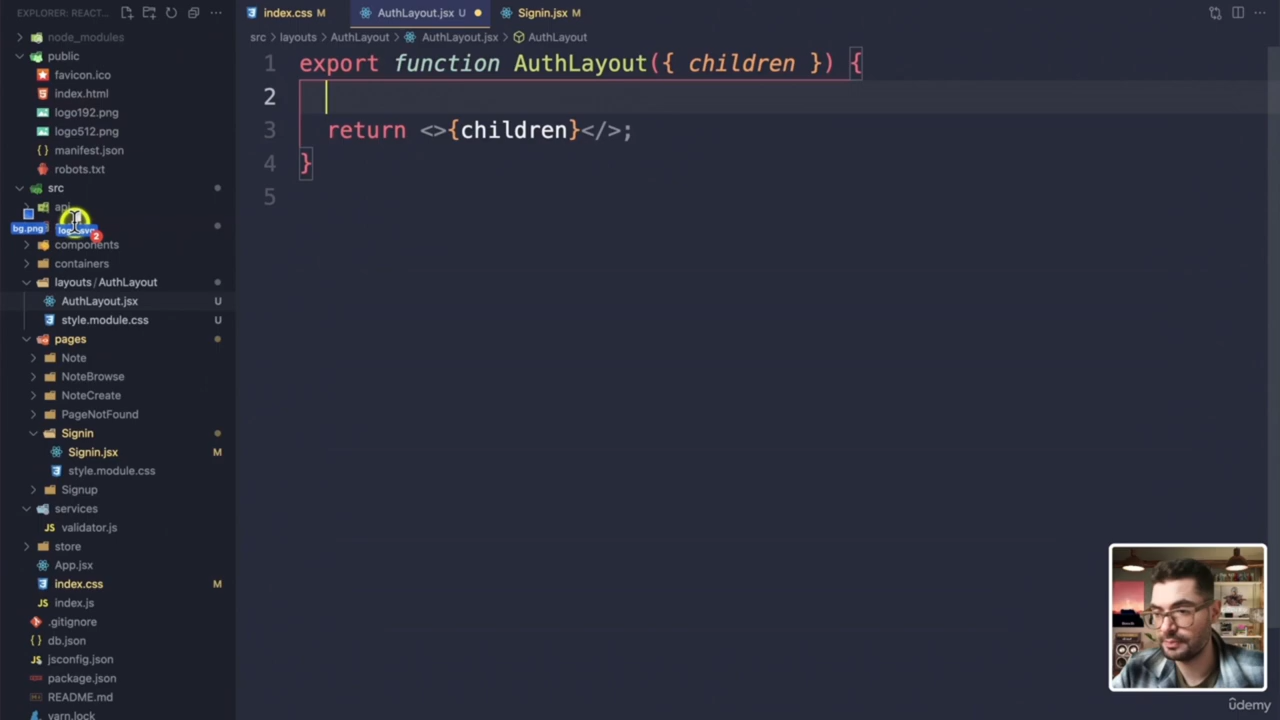 EXPLORER: REACT...
index.css M
AuthLayout.jsx U
Signin.jsx M
src › layouts › AuthLayout › AuthLayout.jsx › AuthLayout
node_modules
public
favicon.ico
index.html
logo192.png
logo512.png
manifest.json
robots.txt
src
api
bg.png
2
components
containers
layouts / AuthLayout
AuthLayout.jsx U
style.module.css U
pages
Note
NoteBrowse
NoteCreate
PageNotFound
Signin
Signin.jsx M
style.module.css
Signup
services
validator.js
store
App.jsx
index.css M
index.js
.gitignore
db.json
jsconfig.json
package.json
README.md
yarn.lock
1 export function AuthLayout({ children }) {
2
3 return <>{children}</>;
4 }
5
ûdemy